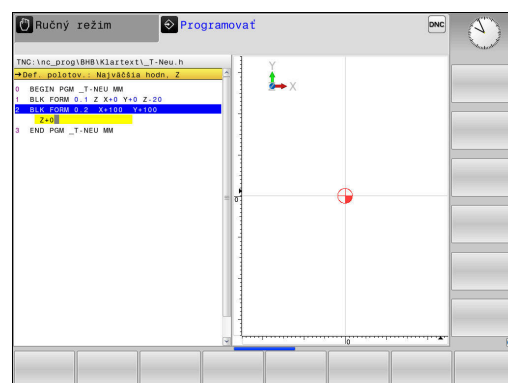 Ručný režim
Programovať
DNC
TNC:\nc_prog\BHB\Klartext\_T-Neu.h
→Def. polotov.: Najväčšia hodn. Z
0 BEGIN PGM _T-NEU MM
1 BLK FORM 0.1 Z X+0 Y+0 Z-20
2 BLK FORM 0.2 X+100 Y+100
Z+0
3 END PGM _T-NEU MM
Y
X
0
0